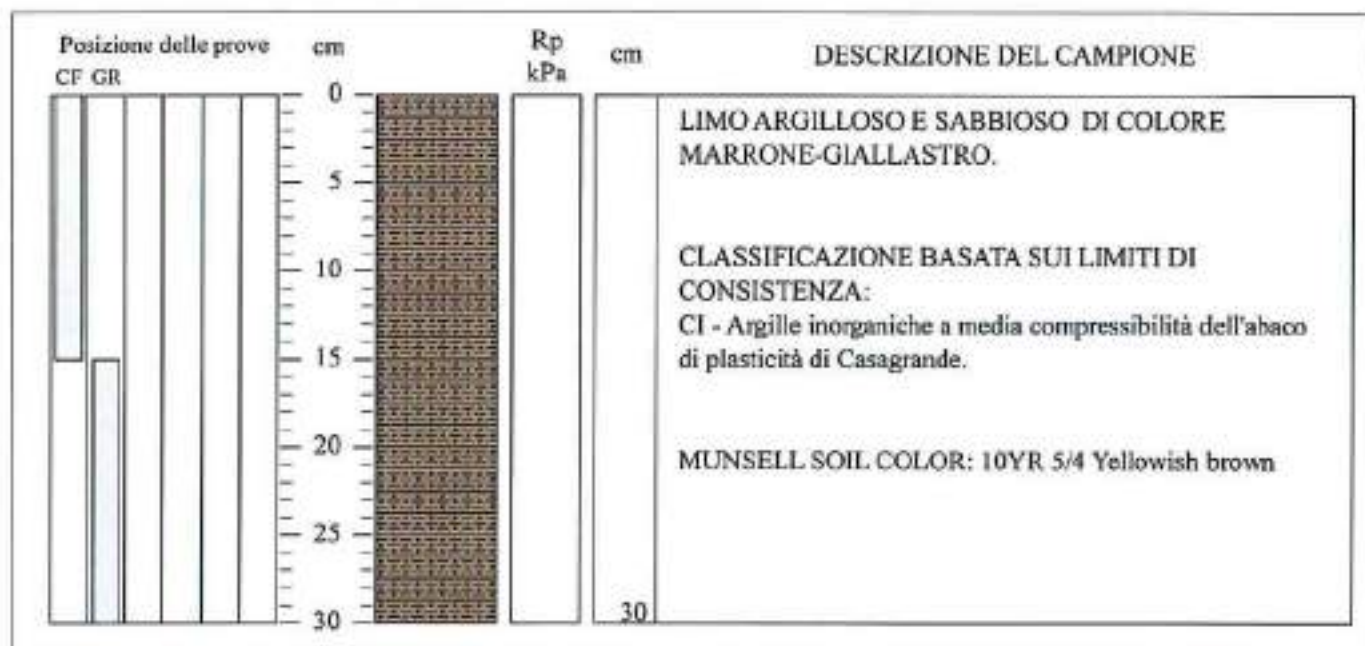 Posizione delle prove
cm
Rp
kPa
cm
DESCRIZIONE DEL CAMPIONE
CF GR
0
5
10
15
20
25
30
30
LIMO ARGILLOSO E SABBIOSO DI COLORE
MARRONE-GIALLASTRO.
CLASSIFICAZIONE BASATA SUI LIMITI DI
CONSISTENZA:
CI - Argille inorganiche a media compressibilità dell'abaco
di plasticità di Casagrande.
MUNSELL SOIL COLOR: 10YR 5/4 Yellowish brown